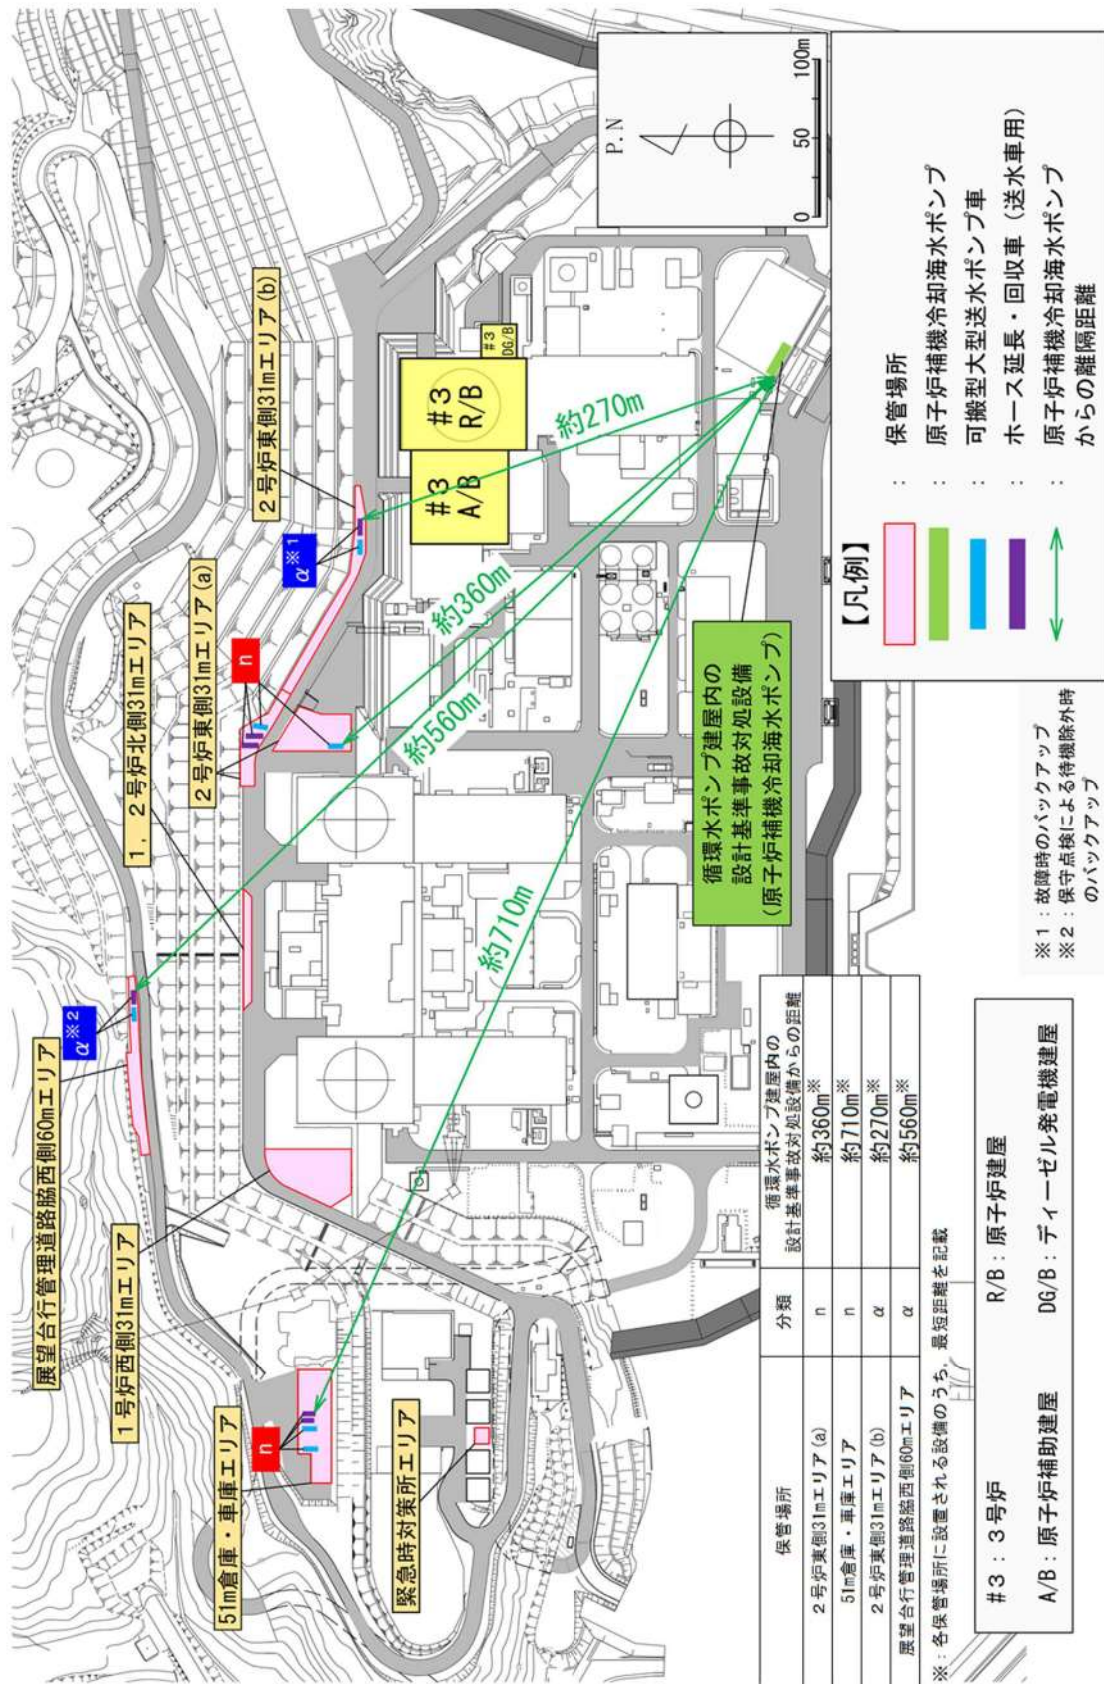 P.N
0 50 100m
展望台行管理道路脇西側60mエリア
1号炉西側31mエリア
1，2号炉北側31mエリア
2号炉東側31mエリア(a)
2号炉東側31mエリア(b)
51m倉庫・車庫エリア
緊急時対策所エリア
n
α※2
n
α※1
#3
R/B
#3
A/B
#3
DG/B
約270m
約360m
約560m
約710m
循環水ポンプ建屋内の
設計基準事故対処設備
(原子炉補機冷却海水ポンプ)
【凡例】
： 保管場所
： 原子炉補機冷却海水ポンプ
： 可搬型大型送水ポンプ車
： ホース延長・回収車（送水車用）
： 原子炉補機冷却海水ポンプ
からの離隔距離
※1：故障時のバックアップ
※2：保守点検による待機除外時
のバックアップ
保管場所 分類 循環水ポンプ建屋内の
設計基準事故対処設備からの距離
2号炉東側31mエリア(a) n 約360m※
51m倉庫・車庫エリア n 約710m※
2号炉東側31mエリア(b) α 約270m※
展望台行管理道路脇西側60mエリア α 約560m※
※：各保管場所に設置される設備のうち，最短距離を記載
#3：3号炉 R/B：原子炉建屋
A/B：原子炉補助建屋 DG/B：ディーゼル発電機建屋